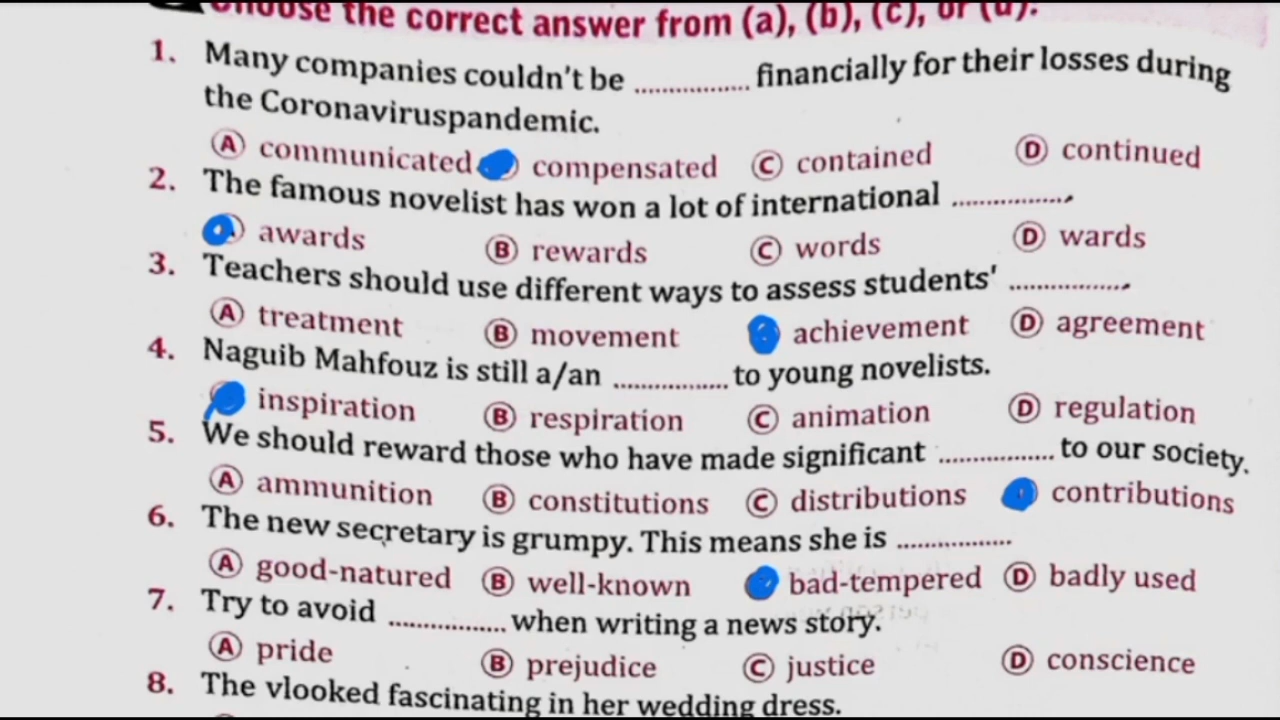 Choose the correct answer from (a), (b), (c), or (d):
1. Many companies couldn't be ................. financially for their losses during
the Coronaviruspandemic.
A communicated compensated C contained D continued
2. The famous novelist has won a lot of international .................
awards B rewards C words D wards
3. Teachers should use different ways to assess students' .................
A treatment B movement achievement D agreement
4. Naguib Mahfouz is still a/an ................. to young novelists.
inspiration B respiration C animation D regulation
5. We should reward those who have made significant ................. to our society.
A ammunition B constitutions C distributions contributions
6. The new secretary is grumpy. This means she is .................
A good-natured B well-known bad-tempered D badly used
7. Try to avoid ................. when writing a news story.
A pride B prejudice C justice D conscience
8. The vlooked fascinating in her wedding dress.